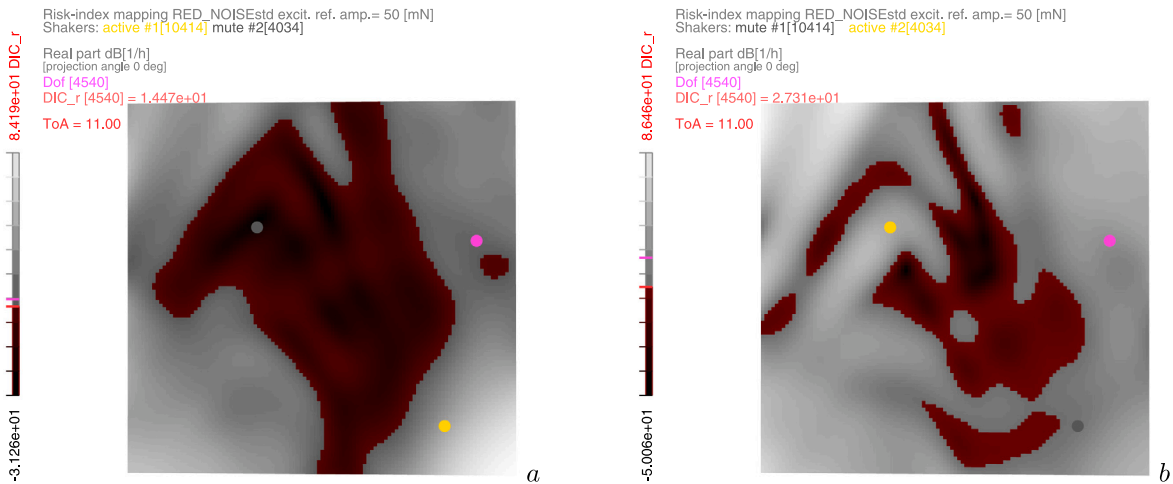 Risk-index mapping RED_NOISEstd excit. ref. amp.= 50 [mN]
Shakers: active #1[10414] mute #2[4034]
Real part dB[1/h]
[projection angle 0 deg]
Dof [4540]
DIC_r [4540] = 1.447e+01
ToA = 11.00
8.419e+01 DIC_r
-3.126e+01
a
Risk-index mapping RED_NOISEstd excit. ref. amp.= 50 [mN]
Shakers: mute #1[10414] active #2[4034]
Real part dB[1/h]
[projection angle 0 deg]
Dof [4540]
DIC_r [4540] = 2.731e+01
ToA = 11.00
8.646e+01 DIC_r
-5.006e+01
b